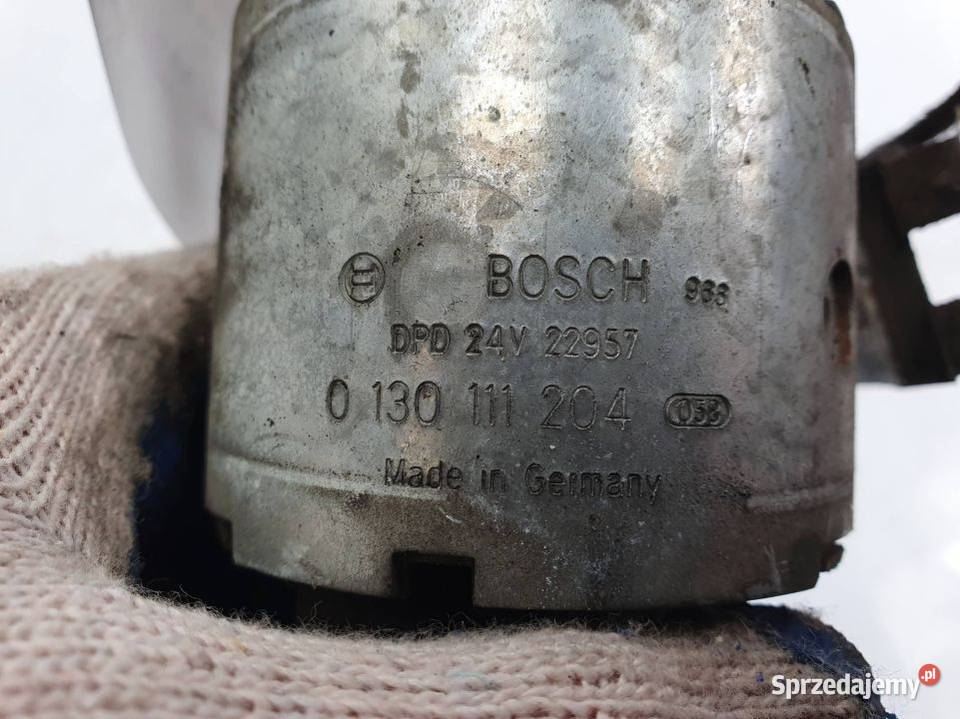 BOSCH 983
DPD 24V 22957
0 130 111 204 058
Made in Germany
Sprzedajemy.pl